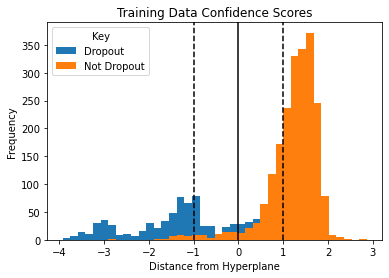 Training Data Confidence Scores
Key
Dropout
Not Dropout
Frequency
350
300
250
200
150
100
50
0
−4
−3
−2
−1
0
1
2
3
Distance from Hyperplane